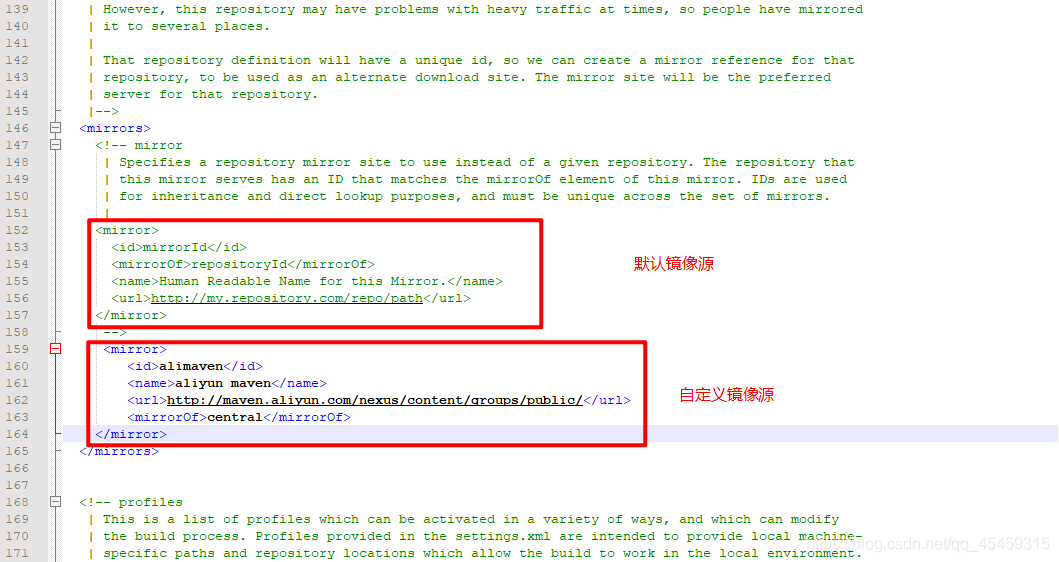 139 | However, this repository may have problems with heavy traffic at times, so people have mirrored
140 | it to several places.
141 |
142 | That repository definition will have a unique id, so we can create a mirror reference for that
143 | repository, to be used as an alternate download site. The mirror site will be the preferred
144 | server for that repository.
145 |-->
146 <mirrors>
147 <!-- mirror
148 | Specifies a repository mirror site to use instead of a given repository. The repository that
149 | this mirror serves has an ID that matches the mirrorOf element of this mirror. IDs are used
150 | for inheritance and direct lookup purposes, and must be unique across the set of mirrors.
151 |
152 <mirror>
153 <id>mirrorId</id>
154 <mirrorOf>repositoryId</mirrorOf> 默认镜像源
155 <name>Human Readable Name for this Mirror.</name>
156 <url>http://my.repository.com/repo/path</url>
157 </mirror>
158 -->
159 <mirror>
160 <id>alimaven</id>
161 <name>aliyun maven</name>
162 <url>http://maven.aliyun.com/nexus/content/groups/public/</url> 自定义镜像源
163 <mirrorOf>central</mirrorOf>
164 </mirror>
165 </mirrors>
166
167
168 <!-- profiles
169 | This is a list of profiles which can be activated in a variety of ways, and which can modify
170 | the build process. Profiles provided in the settings.xml are intended to provide local machine-
171 | specific paths and repository locations which allow the build to work in the local environment.
https://blog.csdn.net/qq_45459315